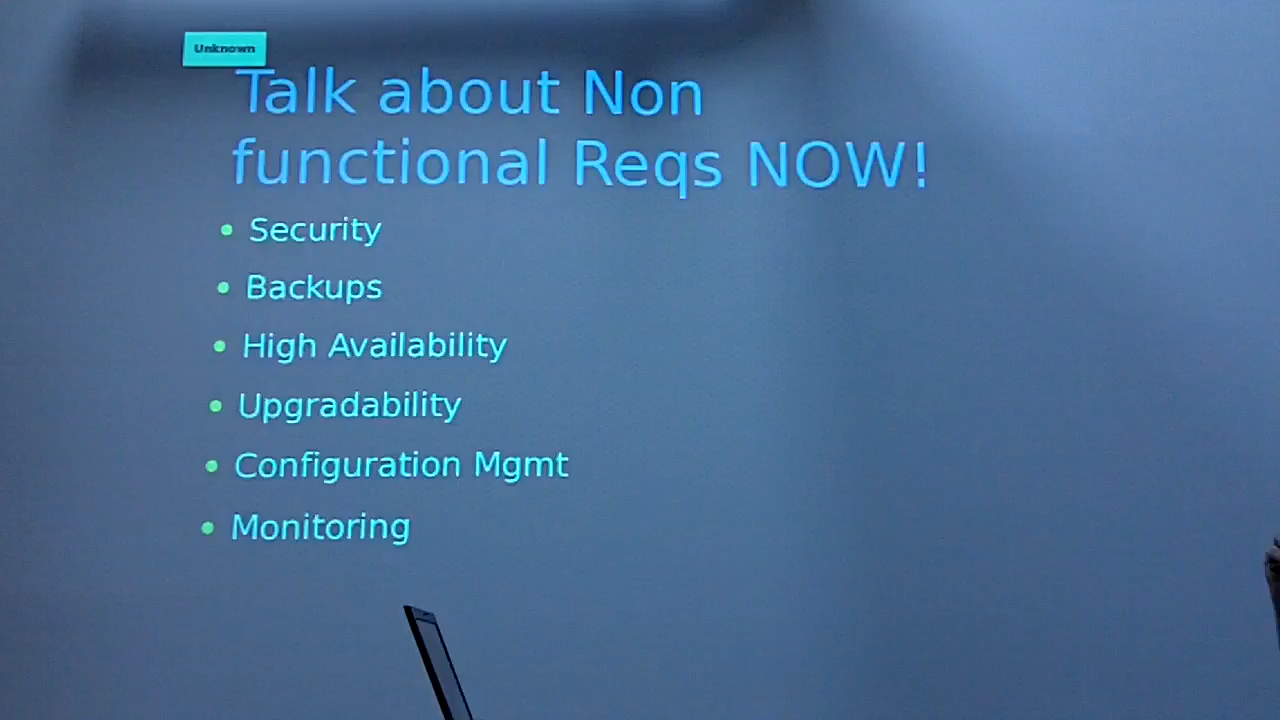 Unknown
Talk about Non
functional Reqs NOW!
• Security
• Backups
• High Availability
• Upgradability
• Configuration Mgmt
• Monitoring